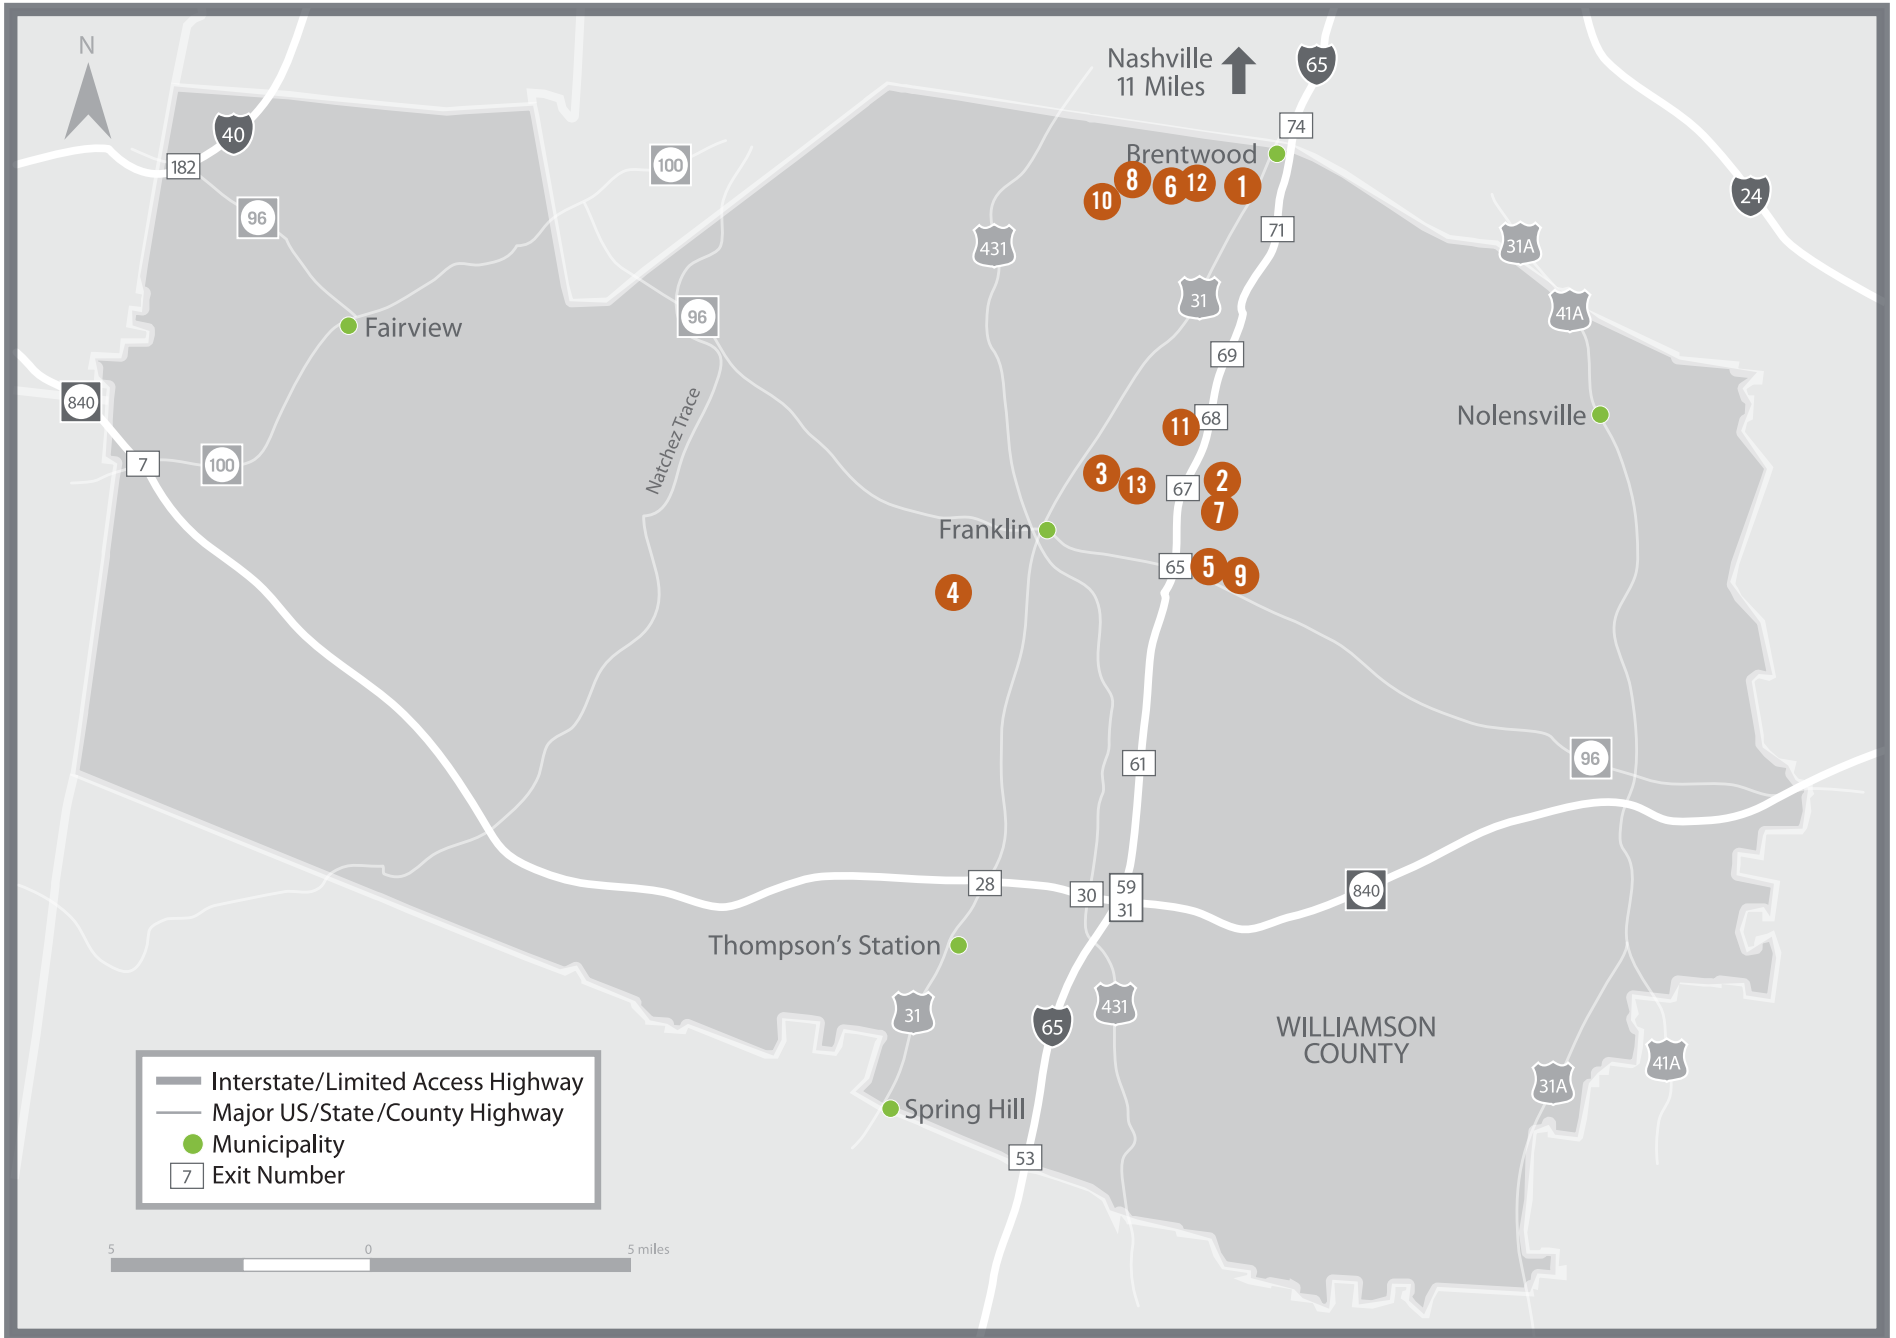 N
Nashville
11 Miles
65
40
74
182
100
Brentwood
8
6
12
1
10
24
96
71
431
31A
31
41A
96
Fairview
69
840
Natchez Trace
68
Nolensville
11
7
100
3
13
67
2
7
Franklin
65
5
9
4
61
96
28
30
59
31
840
Thompson's Station
31
65
431
WILLIAMSON
COUNTY
41A
31A
Spring Hill
53
Interstate/Limited Access Highway
Major US/State/County Highway
Municipality
7 Exit Number
5 0 5 miles